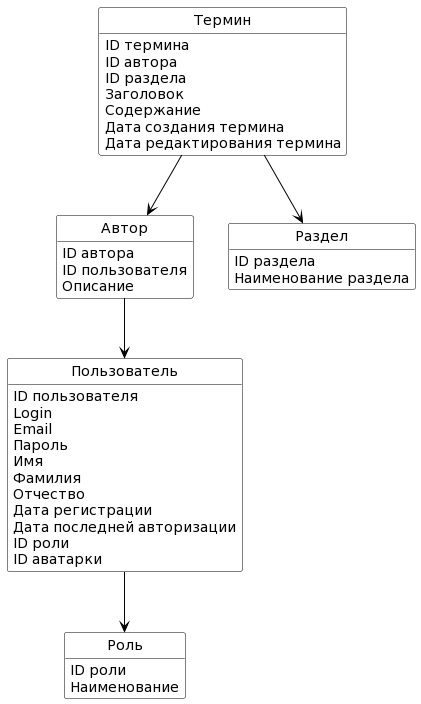 Термин
ID термина
ID автора
ID раздела
Заголовок
Содержание
Дата создания термина
Дата редактирования термина
Автор
ID автора
ID пользователя
Описание
Раздел
ID раздела
Наименование раздела
Пользователь
ID пользователя
Login
Email
Пароль
Имя
Фамилия
Отчество
Дата регистрации
Дата последней авторизации
ID роли
ID аватарки
Роль
ID роли
Наименование